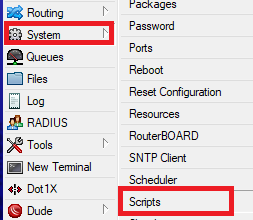 Routing
System
Queues
Files
Log
RADIUS
Tools
New Terminal
Dot1X
Dude
Packages
Password
Ports
Reboot
Reset Configuration
Resources
RouterBOARD
SNTP Client
Scheduler
Scripts